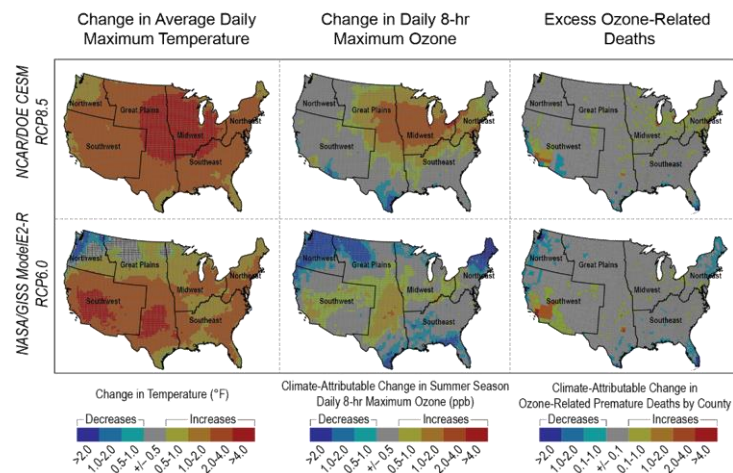 Change in Average Daily
Maximum Temperature
Change in Daily 8-hr
Maximum Ozone
Excess Ozone-Related
Deaths
NCAR/DOE CESM
RCP8.5
Northwest
Great Plains
Midwest
Northeast
Southwest
Southeast
Northwest
Great Plains
Midwest
Northeast
Southwest
Southeast
Northwest
Great Plains
Midwest
Northeast
Southwest
Southeast
NASA/GISS ModelE2-R
RCP6.0
Northwest
Great Plains
Midwest
Northeast
Southwest
Southeast
Northwest
Great Plains
Midwest
Northeast
Southwest
Southeast
Northwest
Great Plains
Midwest
Northeast
Southwest
Southeast
Change in Temperature (°F)
Decreases Increases
>2.0 1.0-2.0 0.5-1.0 +/– 0.5 0.5-1.0 1.0-2.0 2.0-4.0 >4.0
Climate-Attributable Change in Summer Season
Daily 8-hr Maximum Ozone (ppb)
Decreases Increases
>2.0 1.0-2.0 0.5-1.0 +/– 0.5 0.5-1.0 1.0-2.0 2.0-4.0 >4.0
Climate-Attributable Change in
Ozone-Related Premature Deaths by County
Decreases Increases
>2.0 1.0-2.0 0.1-1.0 +/– 0.1 0.1-1.0 1.0-2.0 2.0-4.0 >4.0